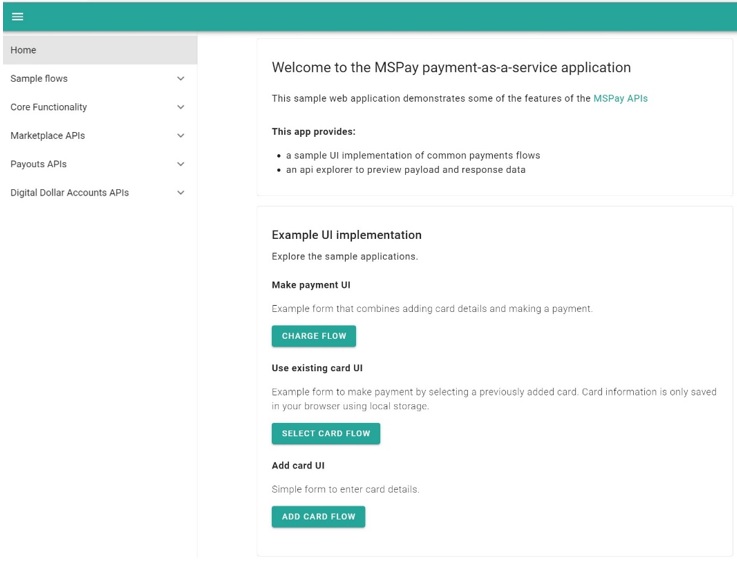 Home
Sample flows
Core Functionality
Marketplace APIs
Payouts APIs
Digital Dollar Accounts APIs
Welcome to the MSPay payment-as-a-service application
This sample web application demonstrates some of the features of the MSPay APIs
This app provides:
• a sample UI implementation of common payments flows
• an api explorer to preview payload and response data
Example UI implementation
Explore the sample applications.
Make payment UI
Example form that combines adding card details and making a payment.
CHARGE FLOW
Use existing card UI
Example form to make payment by selecting a previously added card. Card information is only saved
in your browser using local storage.
SELECT CARD FLOW
Add card UI
Simple form to enter card details.
ADD CARD FLOW